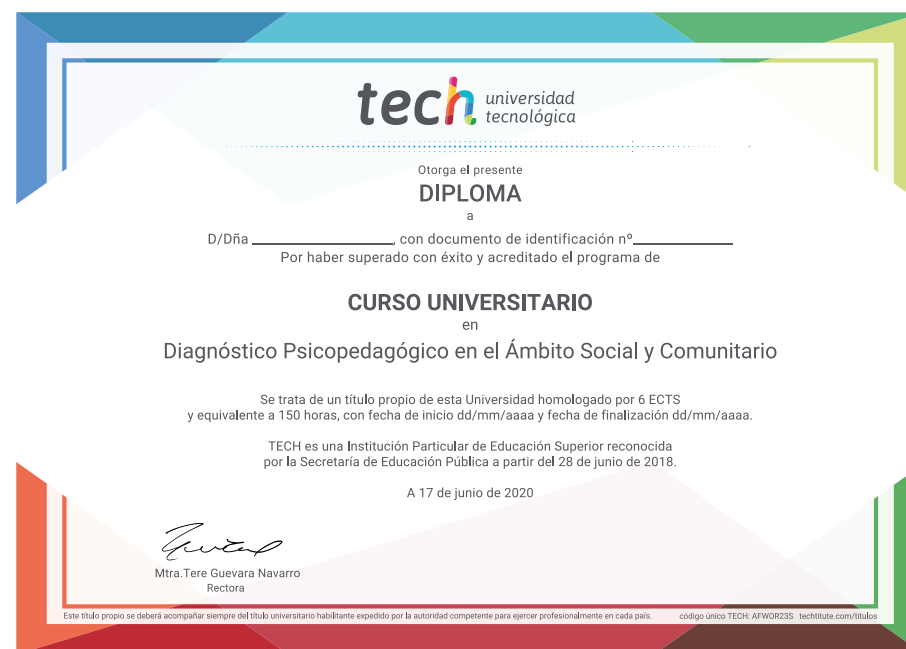 tech universidad
tecnológica
Otorga el presente
DIPLOMA
a
D/Dña ____________________, con documento de identificación nº______________
Por haber superado con éxito y acreditado el programa de
CURSO UNIVERSITARIO
en
Diagnóstico Psicopedagógico en el Ámbito Social y Comunitario
Se trata de un título propio de esta Universidad homologado por 6 ECTS
y equivalente a 150 horas, con fecha de inicio dd/mm/aaaa y fecha de finalización dd/mm/aaaa.
TECH es una Institución Particular de Educación Superior reconocida
por la Secretaría de Educación Pública a partir del 28 de junio de 2018.
A 17 de junio de 2020
Mtra.Tere Guevara Navarro
Rectora
Este título propio se deberá acompañar siempre del título universitario habilitante expedido por la autoridad competente para ejercer profesionalmente en cada país. código único TECH: AFWOR23S techtitute.com/titulos